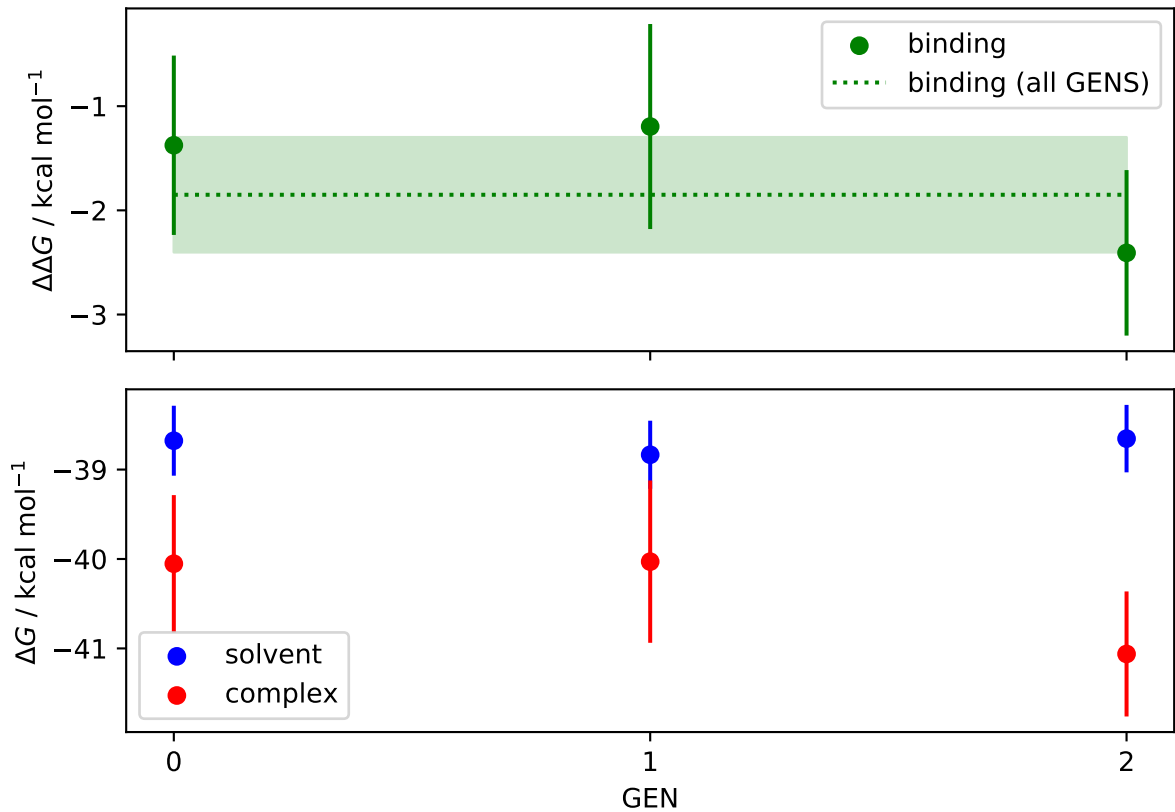 binding
binding (all GENS)
−1
−2
−3
ΔΔG / kcal mol⁻¹
−39
−40
−41
ΔG / kcal mol⁻¹
solvent
complex
0 1 2
GEN